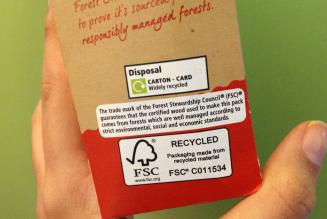 Forest Stewardship
to prove it's sourced from
responsibly managed forests.
Disposal
CARTON - CARD
Widely recycled
The trade mark of the Forest Stewardship Council® (FSC)®
guarantees that the certified wood used to make this pack
comes from forests which are well managed according to
strict environmental, social and economic standards.
RECYCLED
Packaging made from
recycled material
FSC
www.fsc.org
FSC® C011534